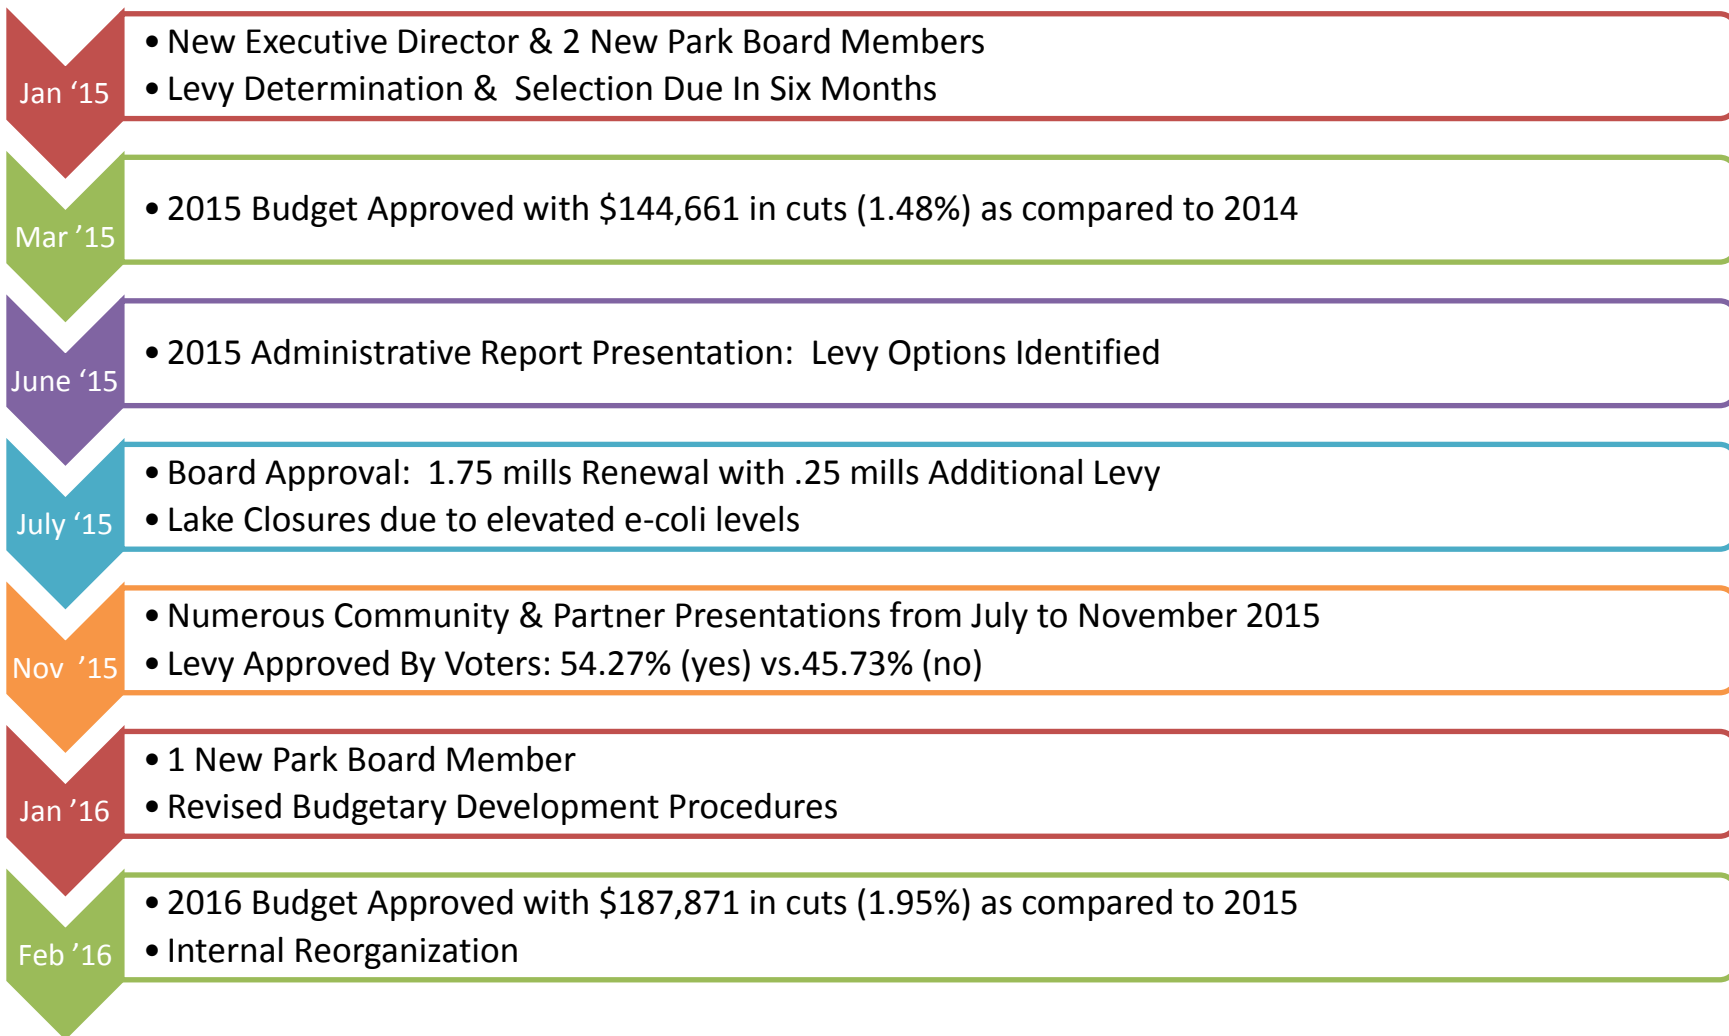 Jan ‘15
• New Executive Director & 2 New Park Board Members
• Levy Determination &  Selection Due In Six Months
Mar ’15
• 2015 Budget Approved with $144,661 in cuts (1.48%) as compared to 2014
June ‘15
• 2015 Administrative Report Presentation:  Levy Options Identified
July ‘15
• Board Approval:  1.75 mills Renewal with .25 mills Additional Levy
• Lake Closures due to elevated e-coli levels
Nov  ’15
• Numerous Community & Partner Presentations from July to November 2015
• Levy Approved By Voters: 54.27% (yes) vs.45.73% (no)
Jan ’16
• 1 New Park Board Member
• Revised Budgetary Development Procedures
Feb ’16
• 2016 Budget Approved with $187,871 in cuts (1.95%) as compared to 2015
• Internal Reorganization